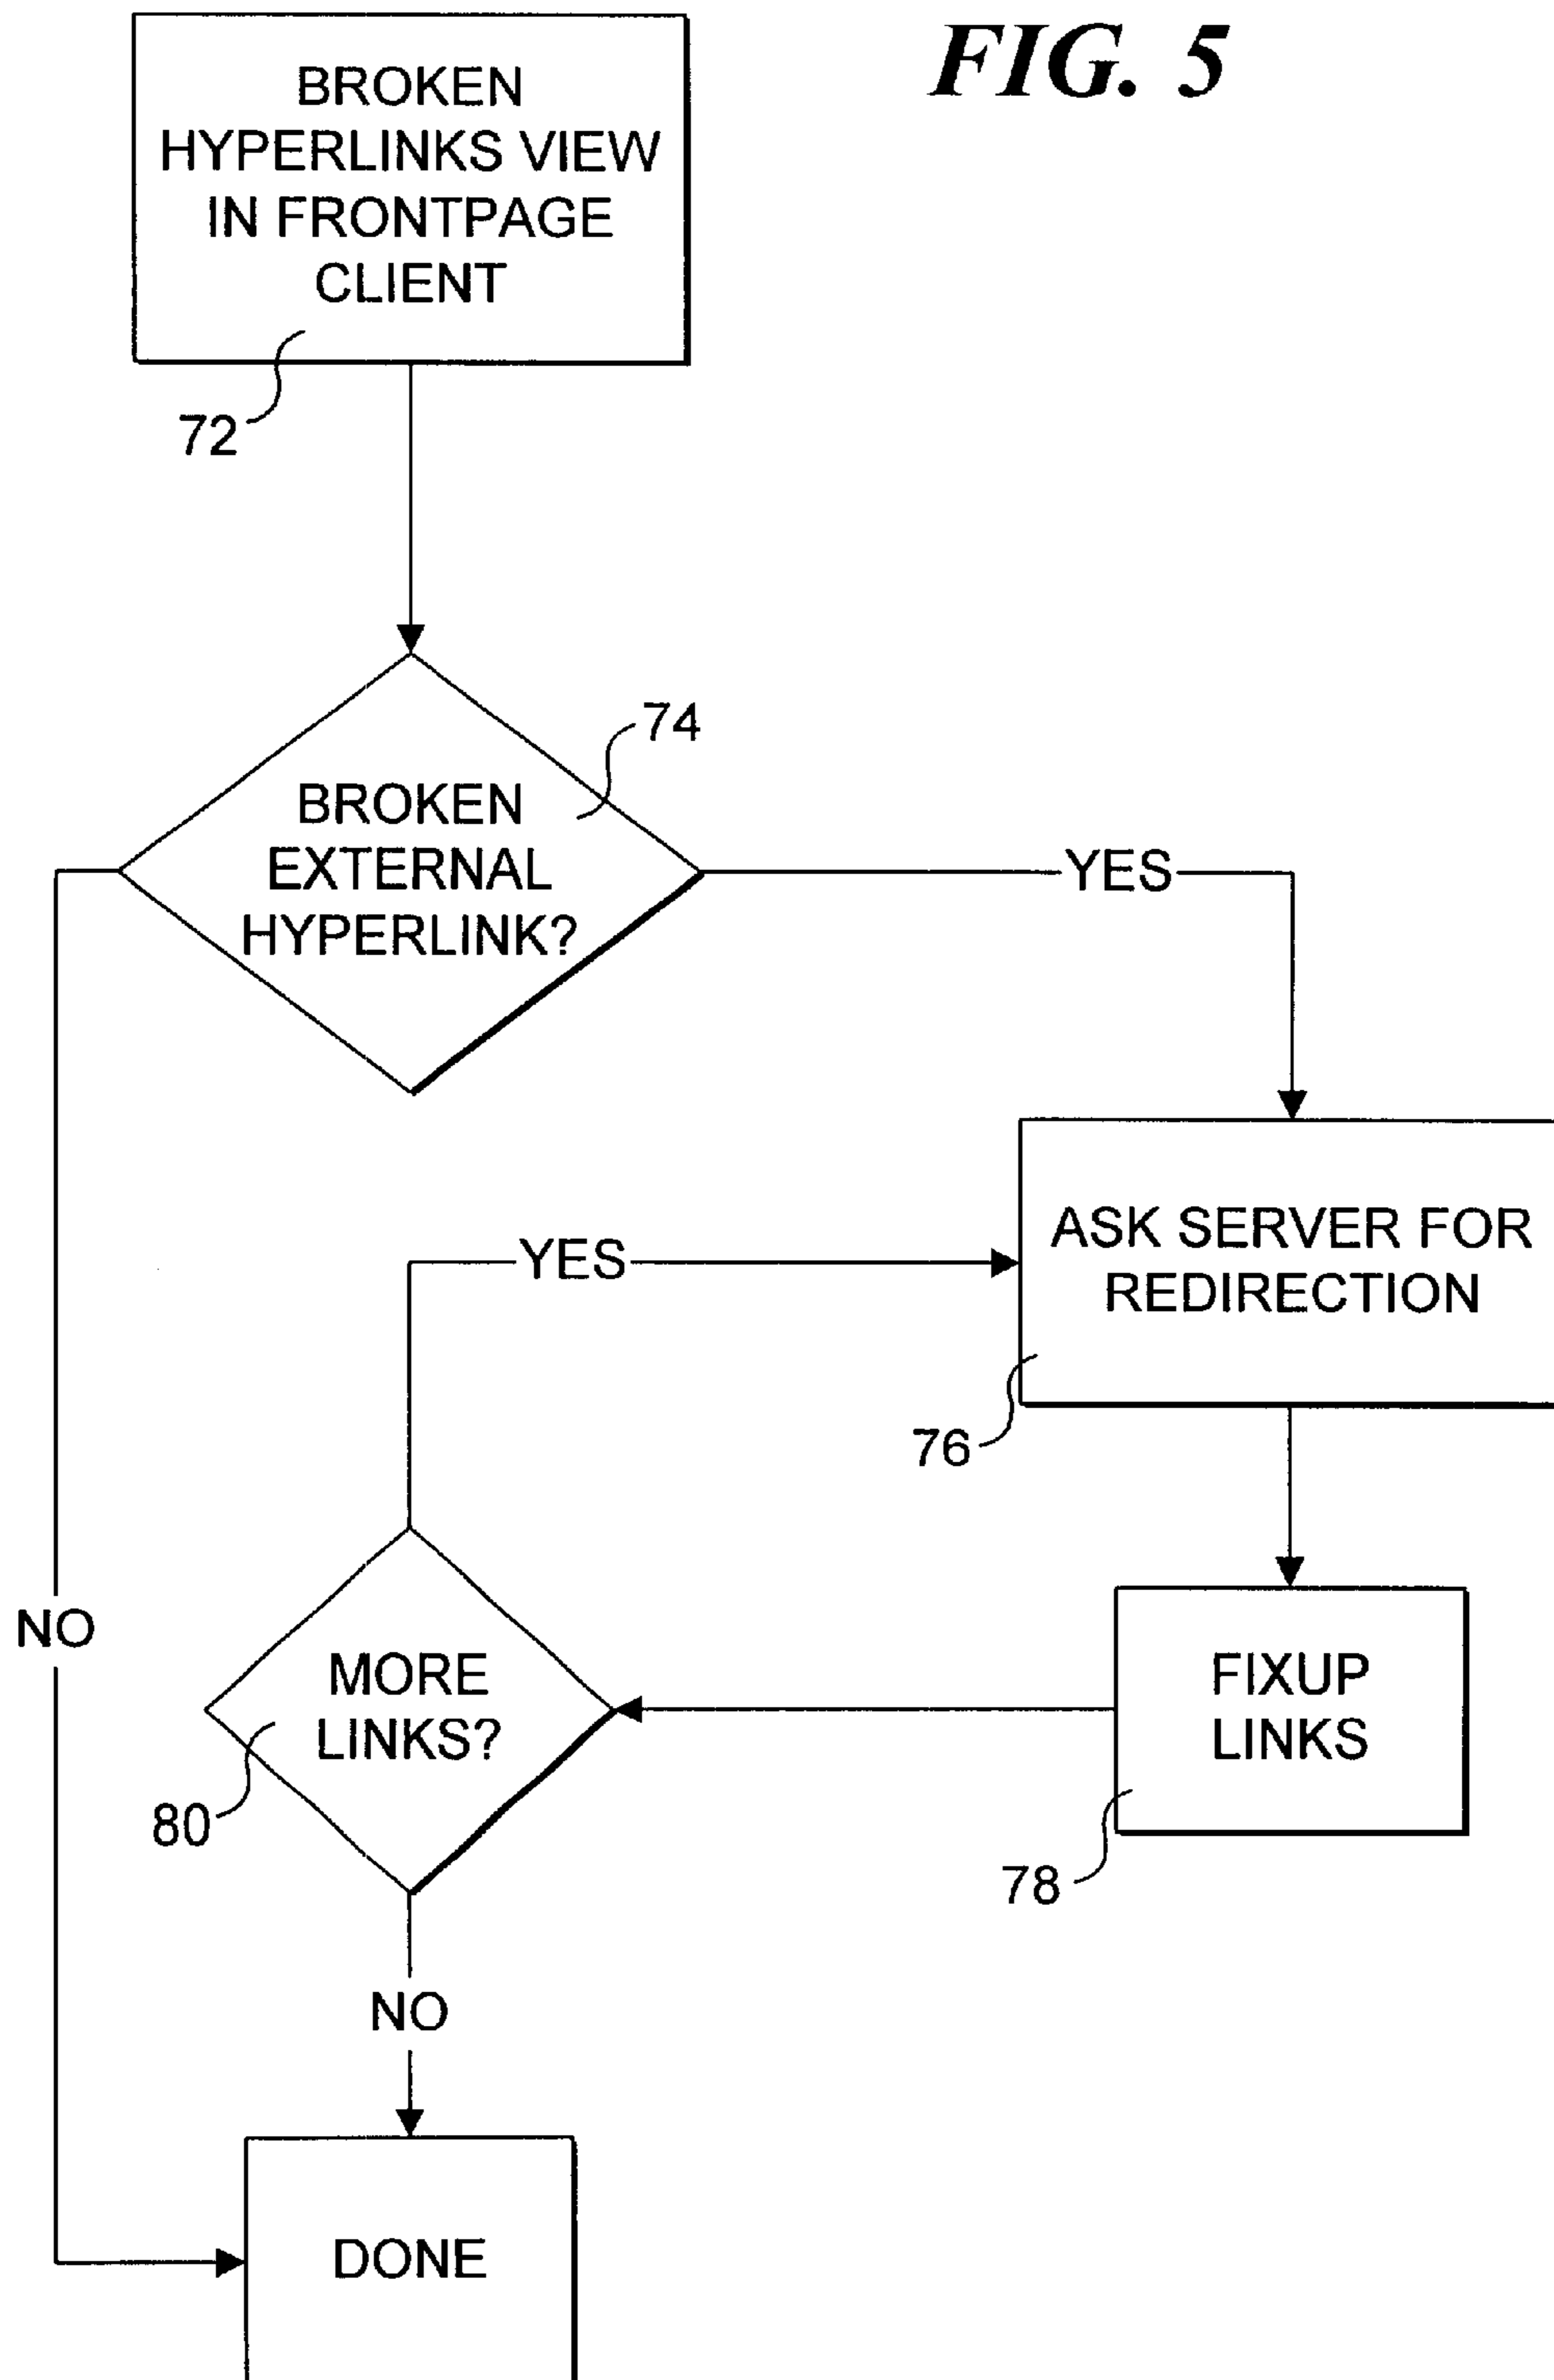 FIG. 5
BROKEN
HYPERLINKS VIEW
IN FRONTPAGE
CLIENT
72
74
BROKEN
EXTERNAL
HYPERLINK?
YES
YES
ASK SERVER FOR
REDIRECTION
76
NO
MORE
LINKS?
80
FIXUP
LINKS
78
NO
DONE